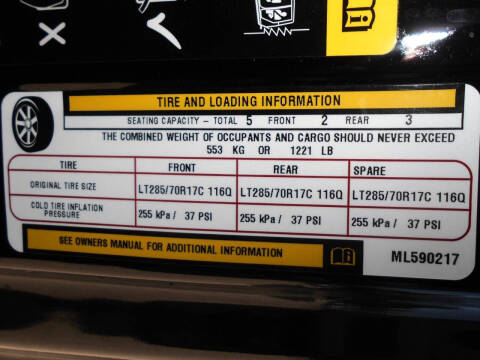 TIRE AND LOADING INFORMATION
SEATING CAPACITY - TOTAL 5 FRONT 2 REAR 3
THE COMBINED WEIGHT OF OCCUPANTS AND CARGO SHOULD NEVER EXCEED
553 KG OR 1221 LB
TIRE FRONT REAR SPARE
ORIGINAL TIRE SIZE LT285/70R17C 116Q LT285/70R17C 116Q LT285/70R17C 116Q
COLD TIRE INFLATION
PRESSURE 255 kPa / 37 PSI 255 kPa / 37 PSI 255 kPa / 37 PSI
SEE OWNERS MANUAL FOR ADDITIONAL INFORMATION
ML590217